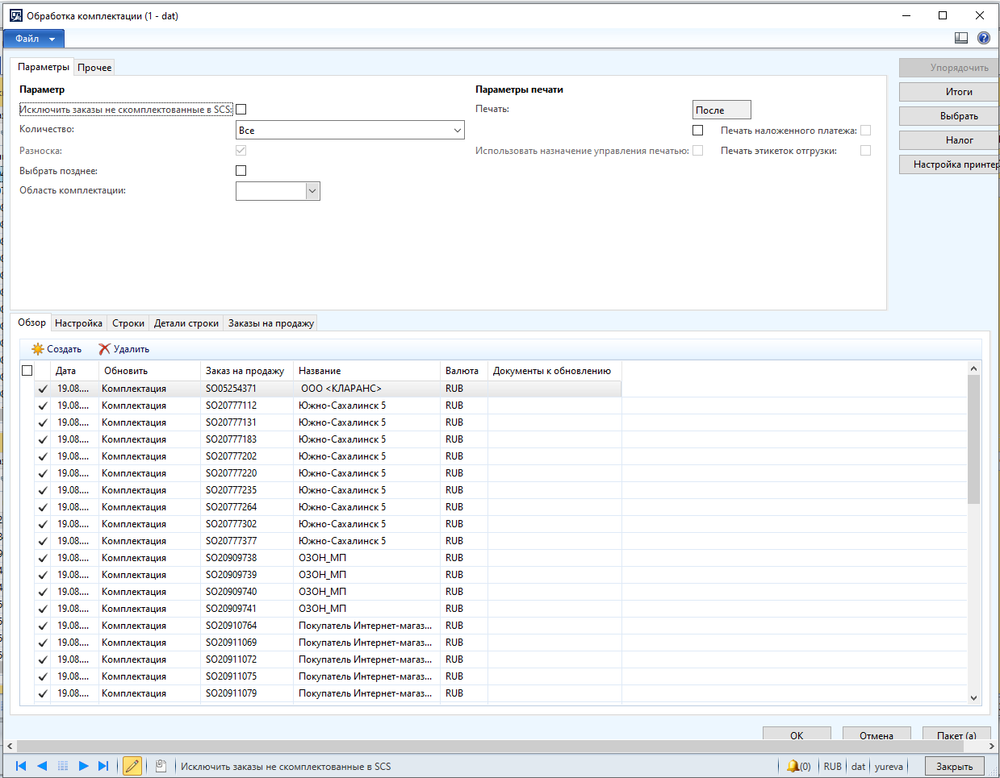 Обработка комплектации (1 - dat)
Файл
Параметры Прочее
Упорядочить
Итоги
Выбрать
Налог
Настройка принтер
Параметр
Исключить заказы не скомплектованные в SCS:
Количество: Все
Разноска:
Выбрать позднее:
Область комплектации:
Параметры печати
Печать: После
Печать наложенного платежа:
Использовать назначение управления печатью: Печать этикеток отгрузки:
Обзор Настройка Строки Детали строки Заказы на продажу
Создать Удалить
Дата Обновить Заказ на продажу Название Валюта Документы к обновлению
19.08.... Комплектация SO05254371 ООО <КЛАРАНС> RUB
19.08.... Комплектация SO20777112 Южно-Сахалинск 5 RUB
19.08.... Комплектация SO20777131 Южно-Сахалинск 5 RUB
19.08.... Комплектация SO20777183 Южно-Сахалинск 5 RUB
19.08.... Комплектация SO20777202 Южно-Сахалинск 5 RUB
19.08.... Комплектация SO20777220 Южно-Сахалинск 5 RUB
19.08.... Комплектация SO20777235 Южно-Сахалинск 5 RUB
19.08.... Комплектация SO20777264 Южно-Сахалинск 5 RUB
19.08.... Комплектация SO20777302 Южно-Сахалинск 5 RUB
19.08.... Комплектация SO20777377 Южно-Сахалинск 5 RUB
19.08.... Комплектация SO20909738 ОЗОН_МП RUB
19.08.... Комплектация SO20909739 ОЗОН_МП RUB
19.08.... Комплектация SO20909740 ОЗОН_МП RUB
19.08.... Комплектация SO20909741 ОЗОН_МП RUB
19.08.... Комплектация SO20910764 Покупатель Интернет-магаз... RUB
19.08.... Комплектация SO20911069 Покупатель Интернет-магаз... RUB
19.08.... Комплектация SO20911072 Покупатель Интернет-магаз... RUB
19.08.... Комплектация SO20911075 Покупатель Интернет-магаз... RUB
19.08.... Комплектация SO20911079 Покупатель Интернет-магаз... RUB
ОК Отмена Пакет (а)
Исключить заказы не скомплектованные в SCS (0) RUB dat yureva Закрыть